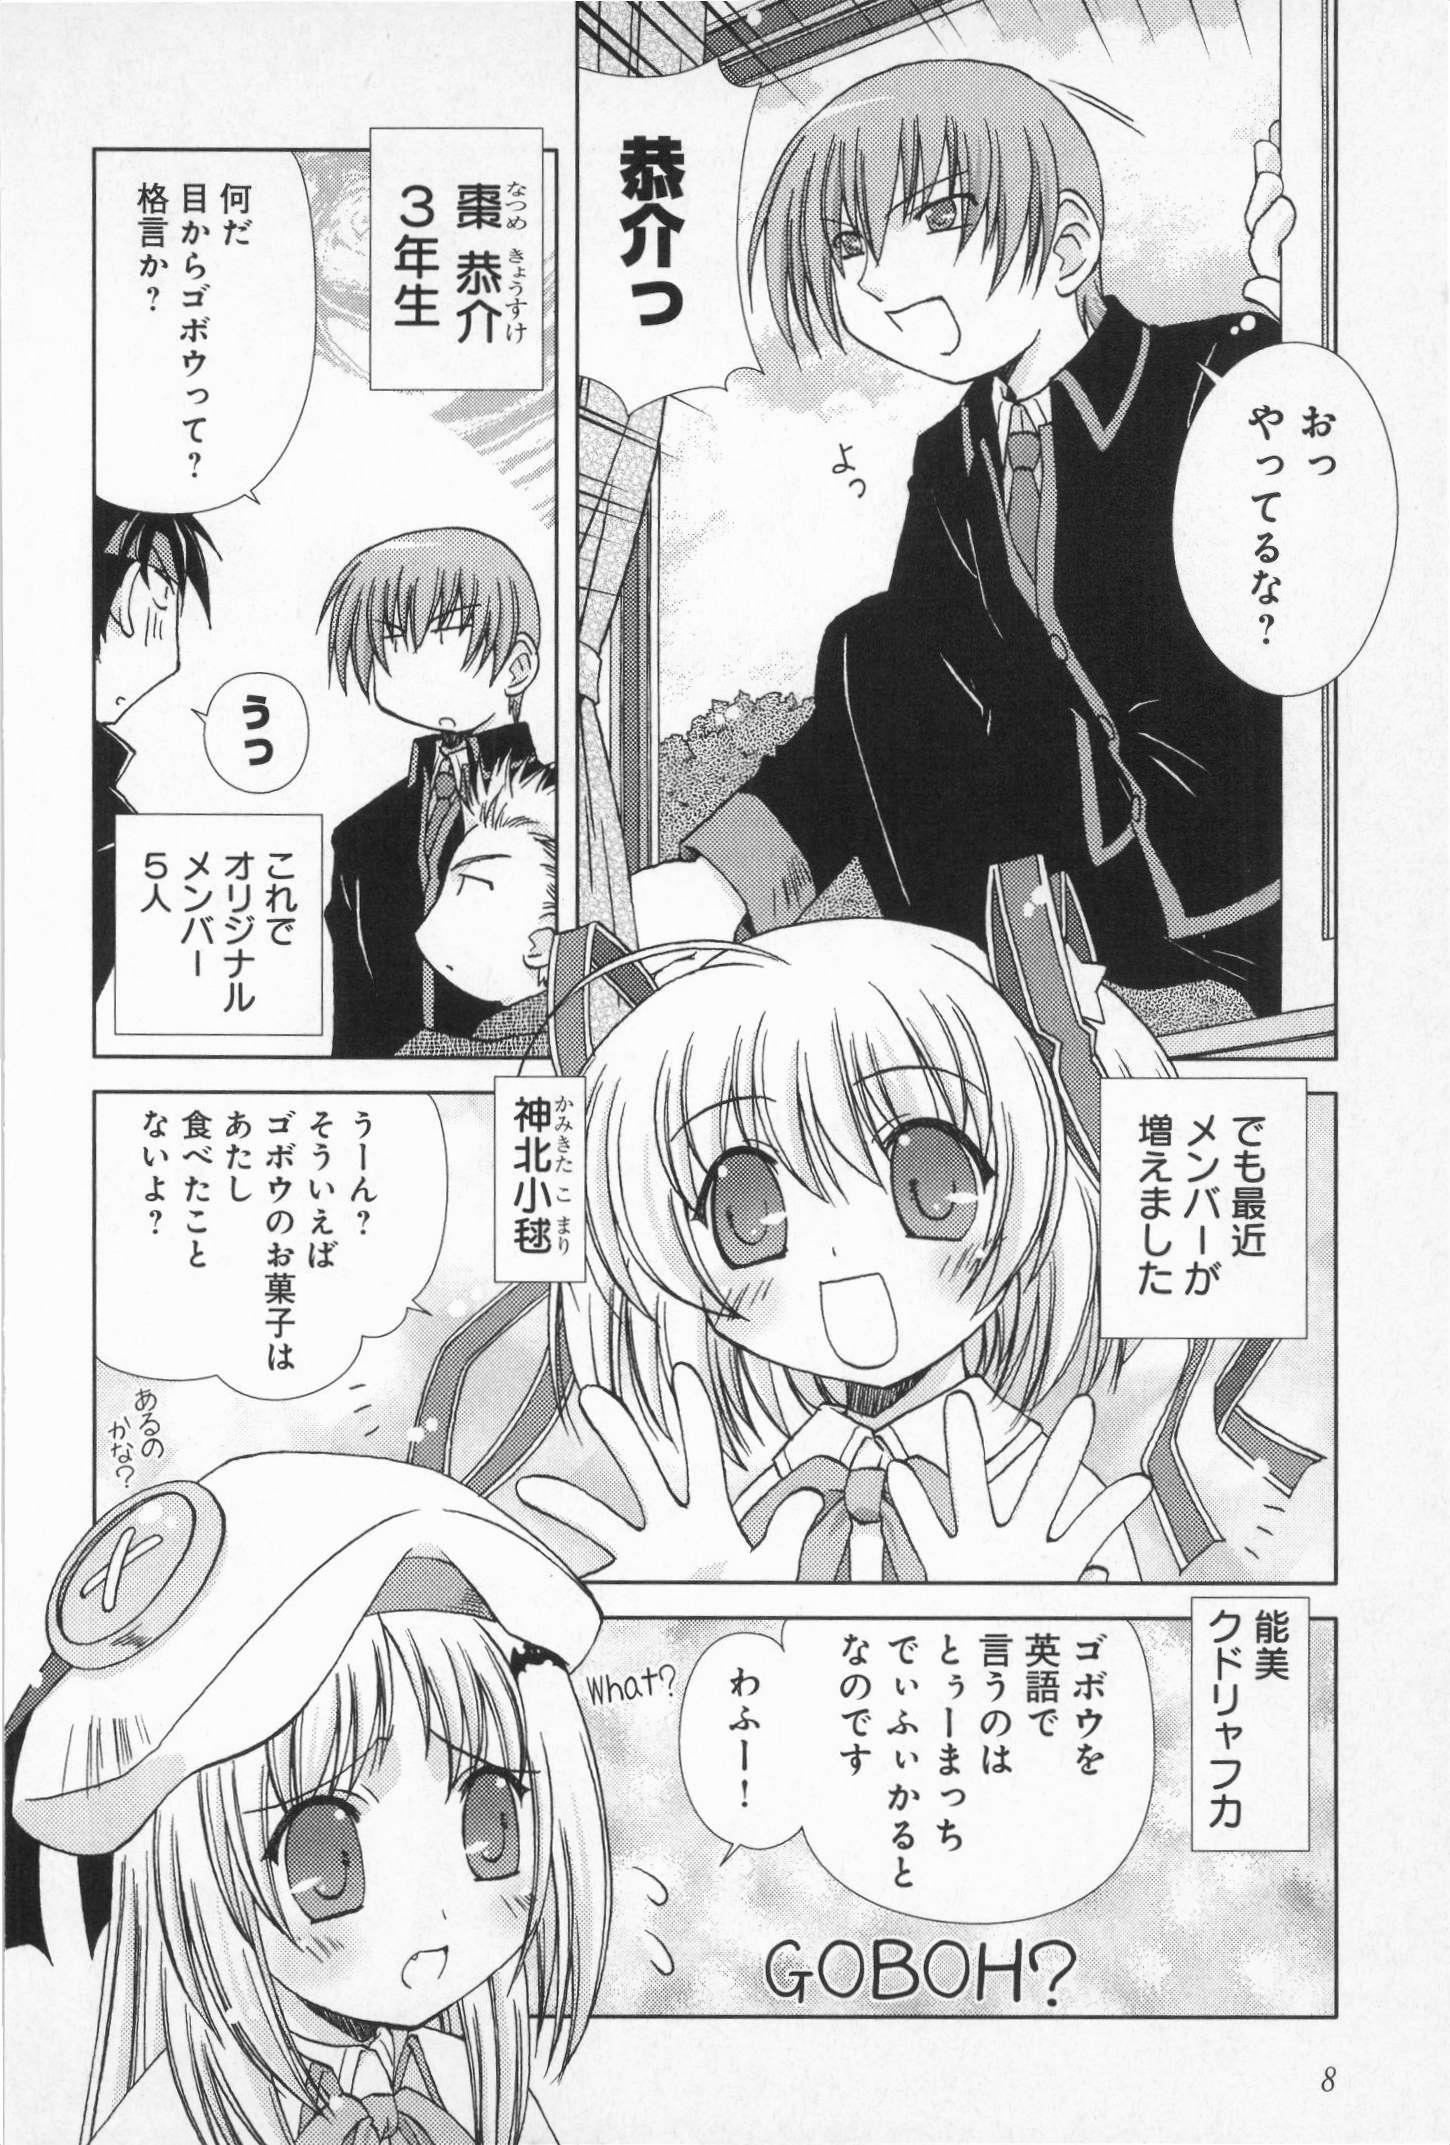 恭介っ
おっ
やってるな？
よっ
棗 恭介
なつめ きょうすけ
3年生
何だ
目からゴボウって？
格言か？
うっ
これで
オリジナル
メンバー
5人
でも最近
メンバーが
増えました
神北小毬
かみきた こ まり
うーん？
そういえば
ゴボウのお菓子は
あたし
食べたこと
ないよ？
あるの
かな？
能美
クドリャフカ
ゴボウを
英語で
言うのは
とぅーまっち
でぃふぃかると
なのです
わふー！
What?
GOBOH?
8